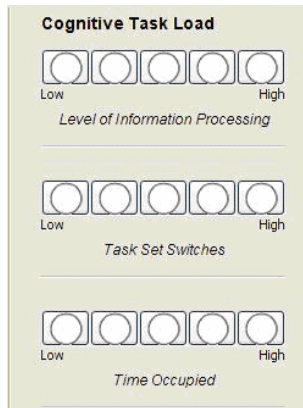 Cognitive Task Load
Low High
Level of Information Processing
Low High
Task Set Switches
Low High
Time Occupied